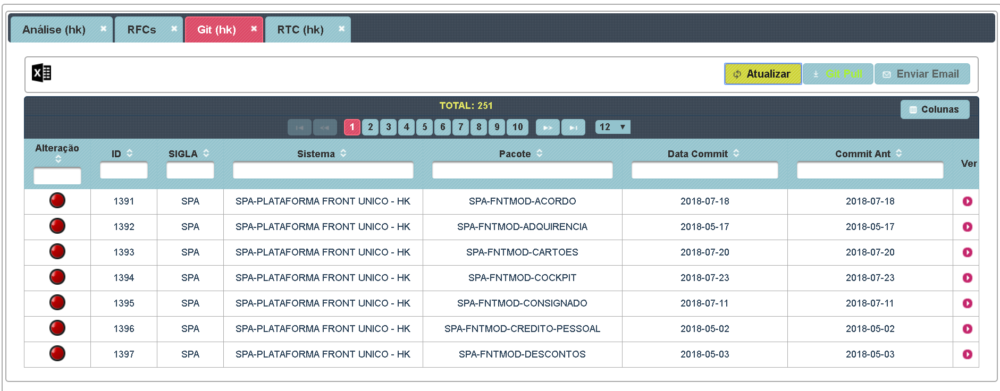 Análise (hk) RFCs Git (hk) RTC (hk)
Atualizar Git Pull Enviar Email
TOTAL: 251
Colunas
1 2 3 4 5 6 7 8 9 10 12
Alteração ID SIGLA Sistema Pacote Data Commit Commit Ant Ver
1391 SPA SPA-PLATAFORMA FRONT UNICO - HK SPA-FNTMOD-ACORDO 2018-07-18 2018-07-18
1392 SPA SPA-PLATAFORMA FRONT UNICO - HK SPA-FNTMOD-ADQUIRENCIA 2018-05-17 2018-05-17
1393 SPA SPA-PLATAFORMA FRONT UNICO - HK SPA-FNTMOD-CARTOES 2018-07-20 2018-07-20
1394 SPA SPA-PLATAFORMA FRONT UNICO - HK SPA-FNTMOD-COCKPIT 2018-07-23 2018-07-23
1395 SPA SPA-PLATAFORMA FRONT UNICO - HK SPA-FNTMOD-CONSIGNADO 2018-07-11 2018-07-11
1396 SPA SPA-PLATAFORMA FRONT UNICO - HK SPA-FNTMOD-CREDITO-PESSOAL 2018-05-02 2018-05-02
1397 SPA SPA-PLATAFORMA FRONT UNICO - HK SPA-FNTMOD-DESCONTOS 2018-05-03 2018-05-03